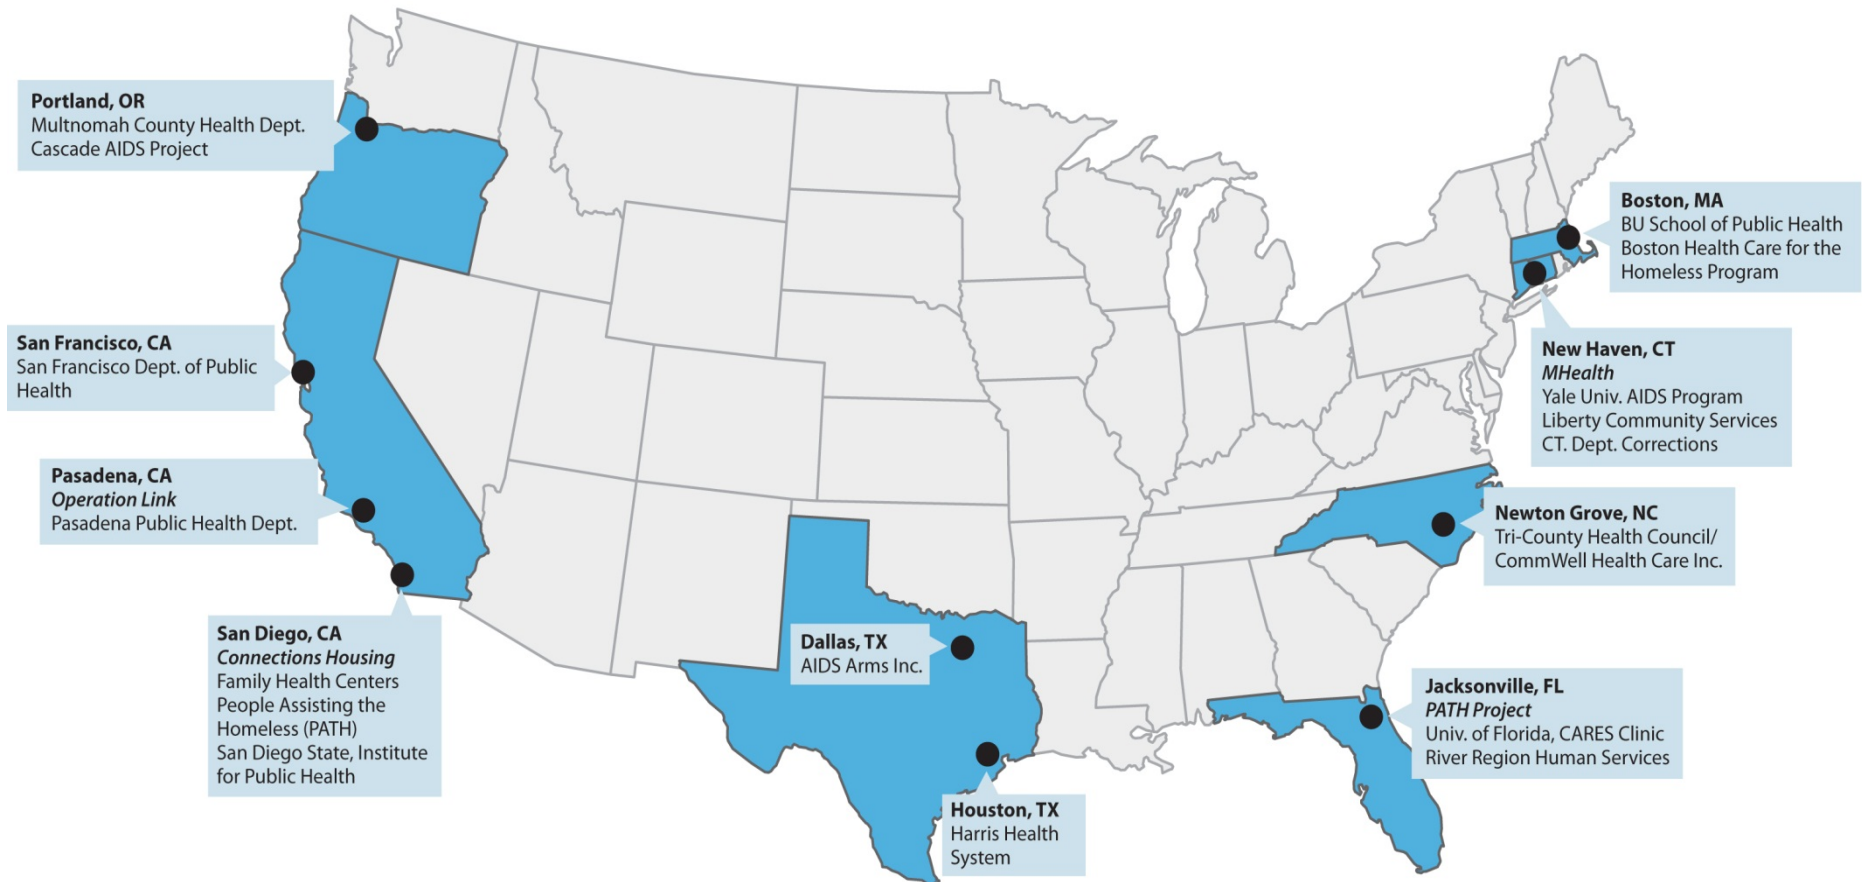 Portland, OR
Multnomah County Health Dept.
Cascade AIDS Project
San Francisco, CA
San Francisco Dept. of Public
Health
Pasadena, CA
Operation Link
Pasadena Public Health Dept.
San Diego, CA
Connections Housing
Family Health Centers
People Assisting the
Homeless (PATH)
San Diego State, Institute
for Public Health
Dallas, TX
AIDS Arms Inc.
Houston, TX
Harris Health
System
Boston, MA
BU School of Public Health
Boston Health Care for the
Homeless Program
New Haven, CT
MHealth
Yale Univ. AIDS Program
Liberty Community Services
CT. Dept. Corrections
Newton Grove, NC
Tri-County Health Council/
CommWell Health Care Inc.
Jacksonville, FL
PATH Project
Univ. of Florida, CARES Clinic
River Region Human Services